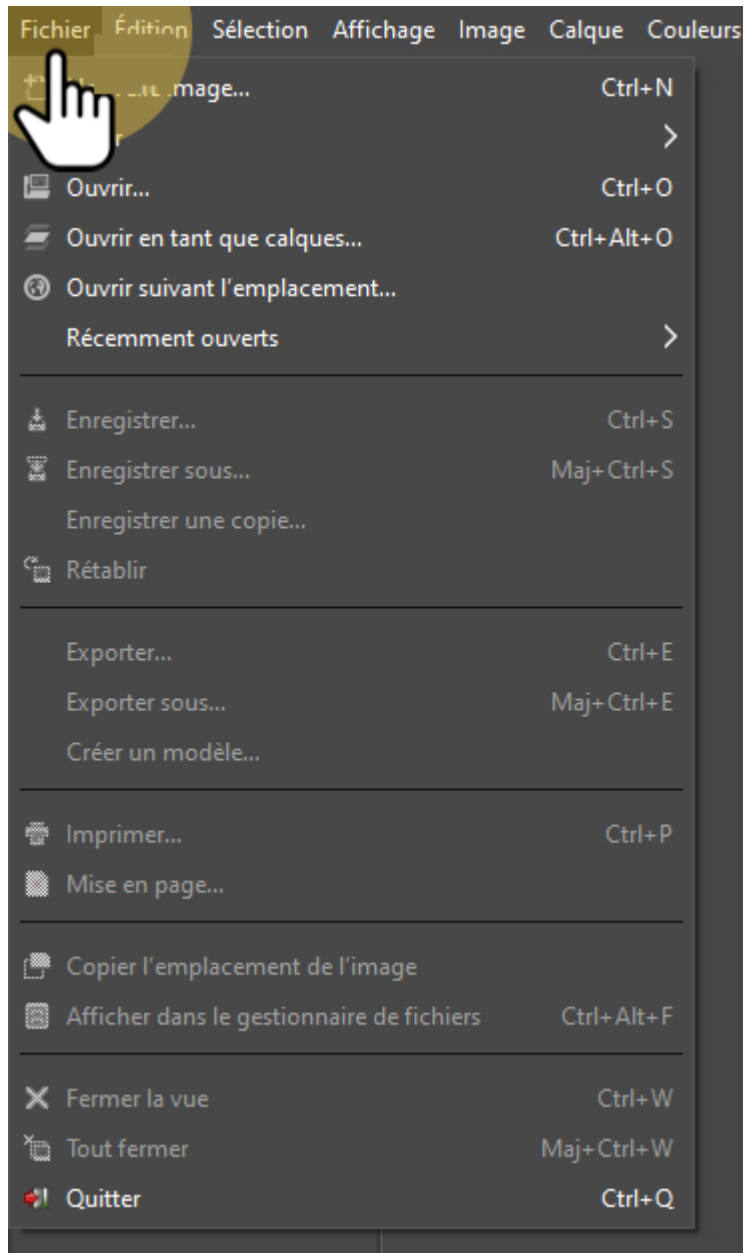 Fichier Édition Sélection Affichage Image Calque Couleurs
image... Ctrl+N
Ouvrir... Ctrl+O
Ouvrir en tant que calques... Ctrl+Alt+O
Ouvrir suivant l'emplacement...
Récemment ouverts
Enregistrer... Ctrl+S
Enregistrer sous... Maj+Ctrl+S
Enregistrer une copie...
Rétablir
Exporter... Ctrl+E
Exporter sous... Maj+Ctrl+E
Créer un modèle...
Imprimer... Ctrl+P
Mise en page...
Copier l'emplacement de l'image
Afficher dans le gestionnaire de fichiers Ctrl+Alt+F
Fermer la vue Ctrl+W
Tout fermer Maj+Ctrl+W
Quitter Ctrl+Q